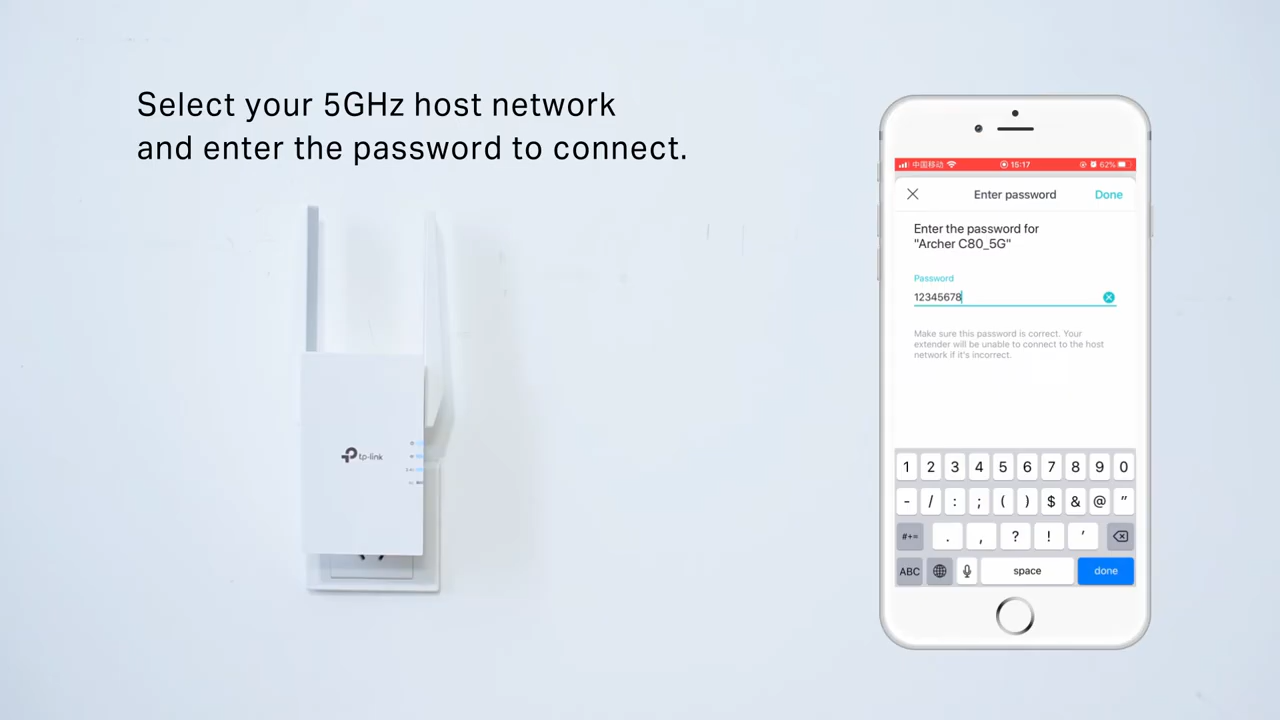 Select your 5GHz host network
and enter the password to connect.
tp-link
中国移动 15:17 62%
Enter password Done
Enter the password for
"Archer C80_5G"
Password
12345678
Make sure this password is correct. Your
extender will be unable to connect to the host
network if it's incorrect.
1 2 3 4 5 6 7 8 9 0
- / : ; ( ) $ & @ "
#+= . , ? ! '
ABC space done